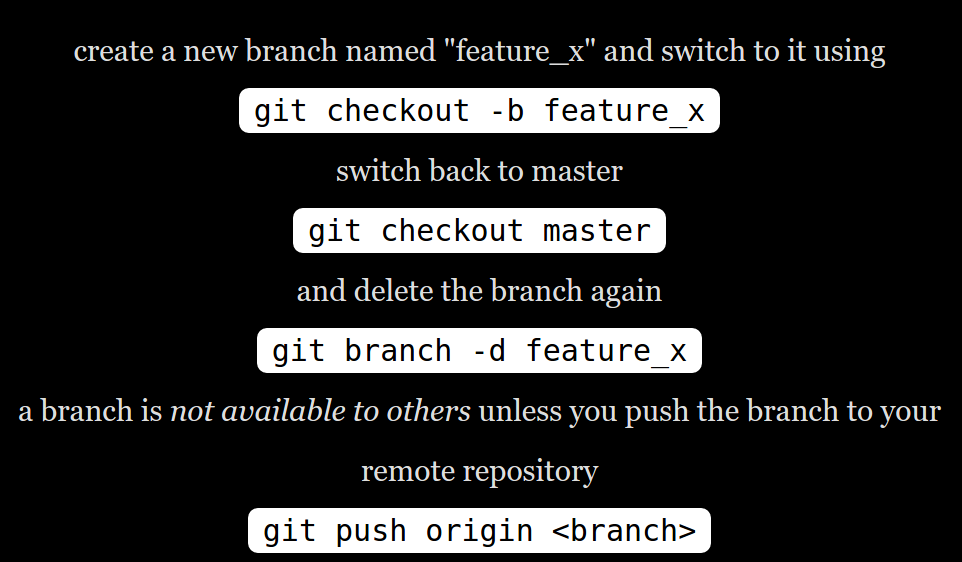 create a new branch named "feature_x" and switch to it using
git checkout -b feature_x
switch back to master
git checkout master
and delete the branch again
git branch -d feature_x
a branch is not available to others unless you push the branch to your
remote repository
git push origin <branch>